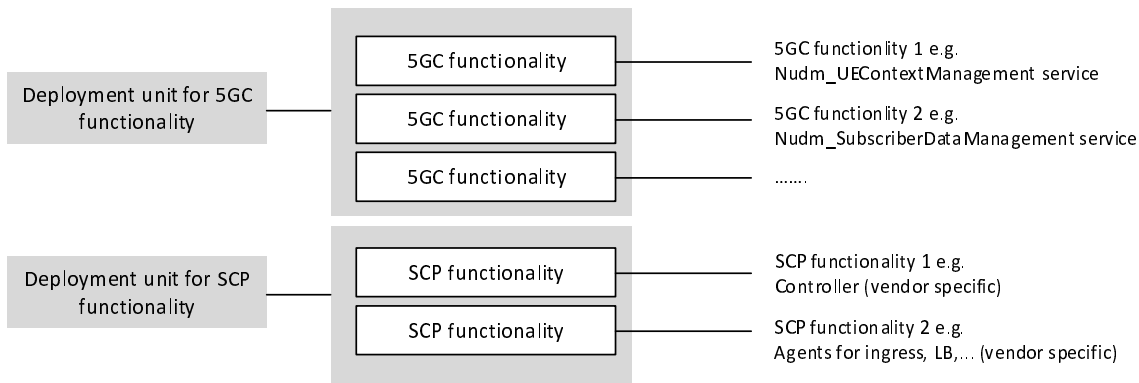 Deployment unit for 5GC
functionality
5GC functionality
5GC functionality
5GC functionality
5GC functionlity 1 e.g.
Nudm_UEContextManagement service
5GC functionality 2 e.g.
Nudm_SubscriberDataManagement service
.......
Deployment unit for SCP
functionality
SCP functionality
SCP functionality
SCP functionality 1 e.g.
Controller (vendor specific)
SCP functionality 2 e.g.
Agents for ingress, LB,... (vendor specific)